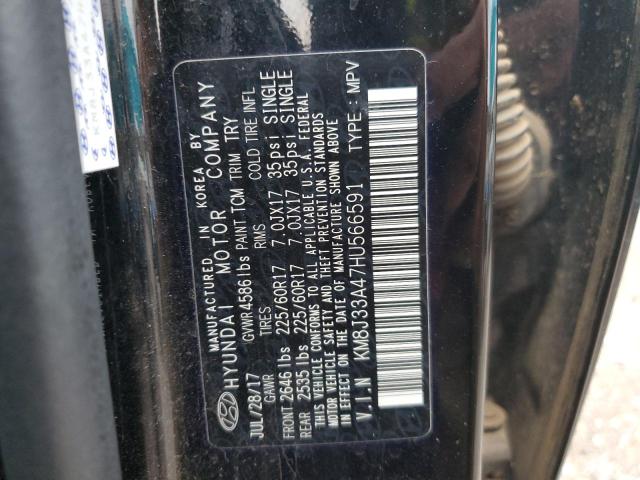 MANUFACTURED IN KOREA BY
HYUNDAI MOTOR COMPANY
JUL/28/17 GVWR 4586 lbs PAINT TCM TRIM TRY
GAWR TIRES RIMS COLD TIRE INFL
FRONT 2646 lbs 225/60R17 7.0JX17 35psi SINGLE
REAR 2535 lbs 225/60R17 7.0JX17 35psi SINGLE
THIS VEHICLE CONFORMS TO ALL APPLICABLE U.S.A. FEDERAL
MOTOR VEHICLE SAFETY AND THEFT PREVENTION STANDARDS
IN EFFECT ON THE DATE OF MANUFACTURE SHOWN ABOVE.
V.I.N KM8J33A47HU566591 TYPE : MPV